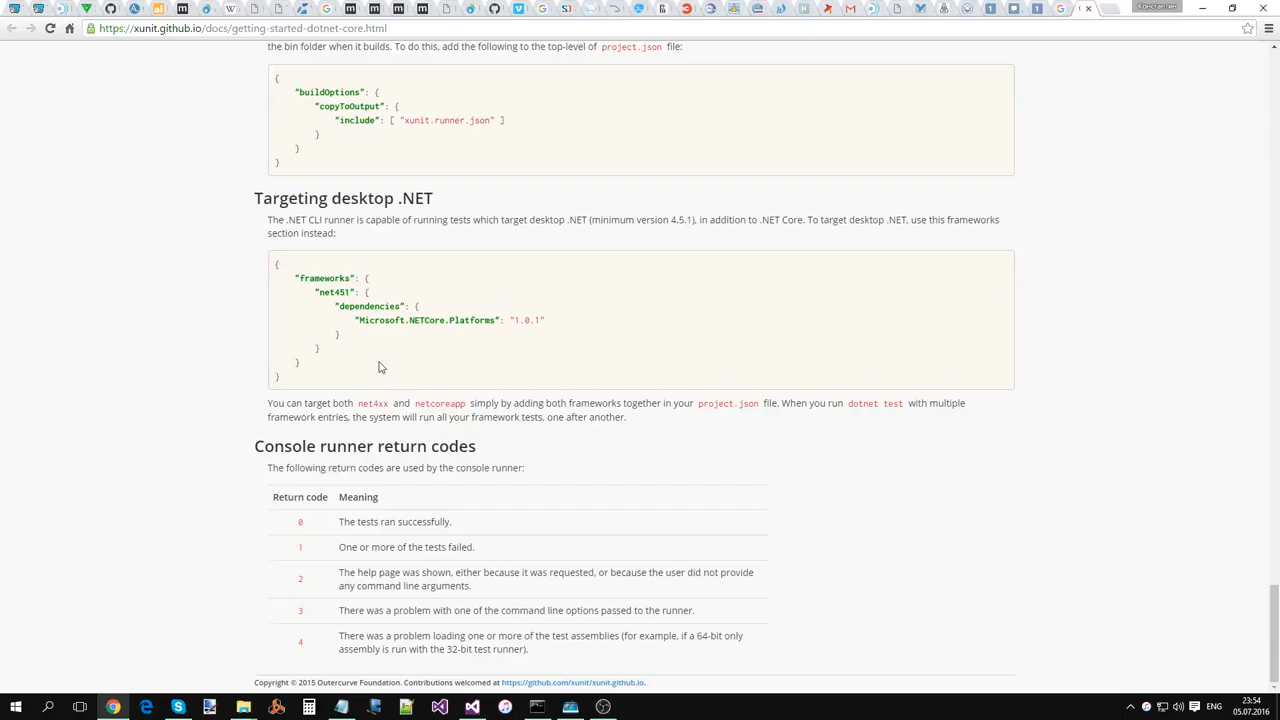 Константин
https://xunit.github.io/docs/getting-started-dotnet-core.html
the bin folder when it builds. To do this, add the following to the top-level of project.json file:
{
"buildOptions": {
"copyToOutput": {
"include": [ "xunit.runner.json" ]
}
}
}
Targeting desktop .NET
The .NET CLI runner is capable of running tests which target desktop .NET (minimum version 4.5.1), in addition to .NET Core. To target desktop .NET, use this frameworks
section instead:
{
"frameworks": {
"net451": {
"dependencies": {
"Microsoft.NETCore.Platforms": "1.0.1"
}
}
}
}
You can target both net4xx and netcoreapp simply by adding both frameworks together in your project.json file. When you run dotnet test with multiple
framework entries, the system will run all your framework tests, one after another.
Console runner return codes
The following return codes are used by the console runner:
Return code Meaning
0 The tests ran successfully.
1 One or more of the tests failed.
2 The help page was shown, either because it was requested, or because the user did not provide
any command line arguments.
3 There was a problem with one of the command line options passed to the runner.
4 There was a problem loading one or more of the test assemblies (for example, if a 64-bit only
assembly is run with the 32-bit test runner).
Copyright © 2015 Outercurve Foundation. Contributions welcomed at https://github.com/xunit/xunit.github.io.
ENG
23:54
05.07.2016